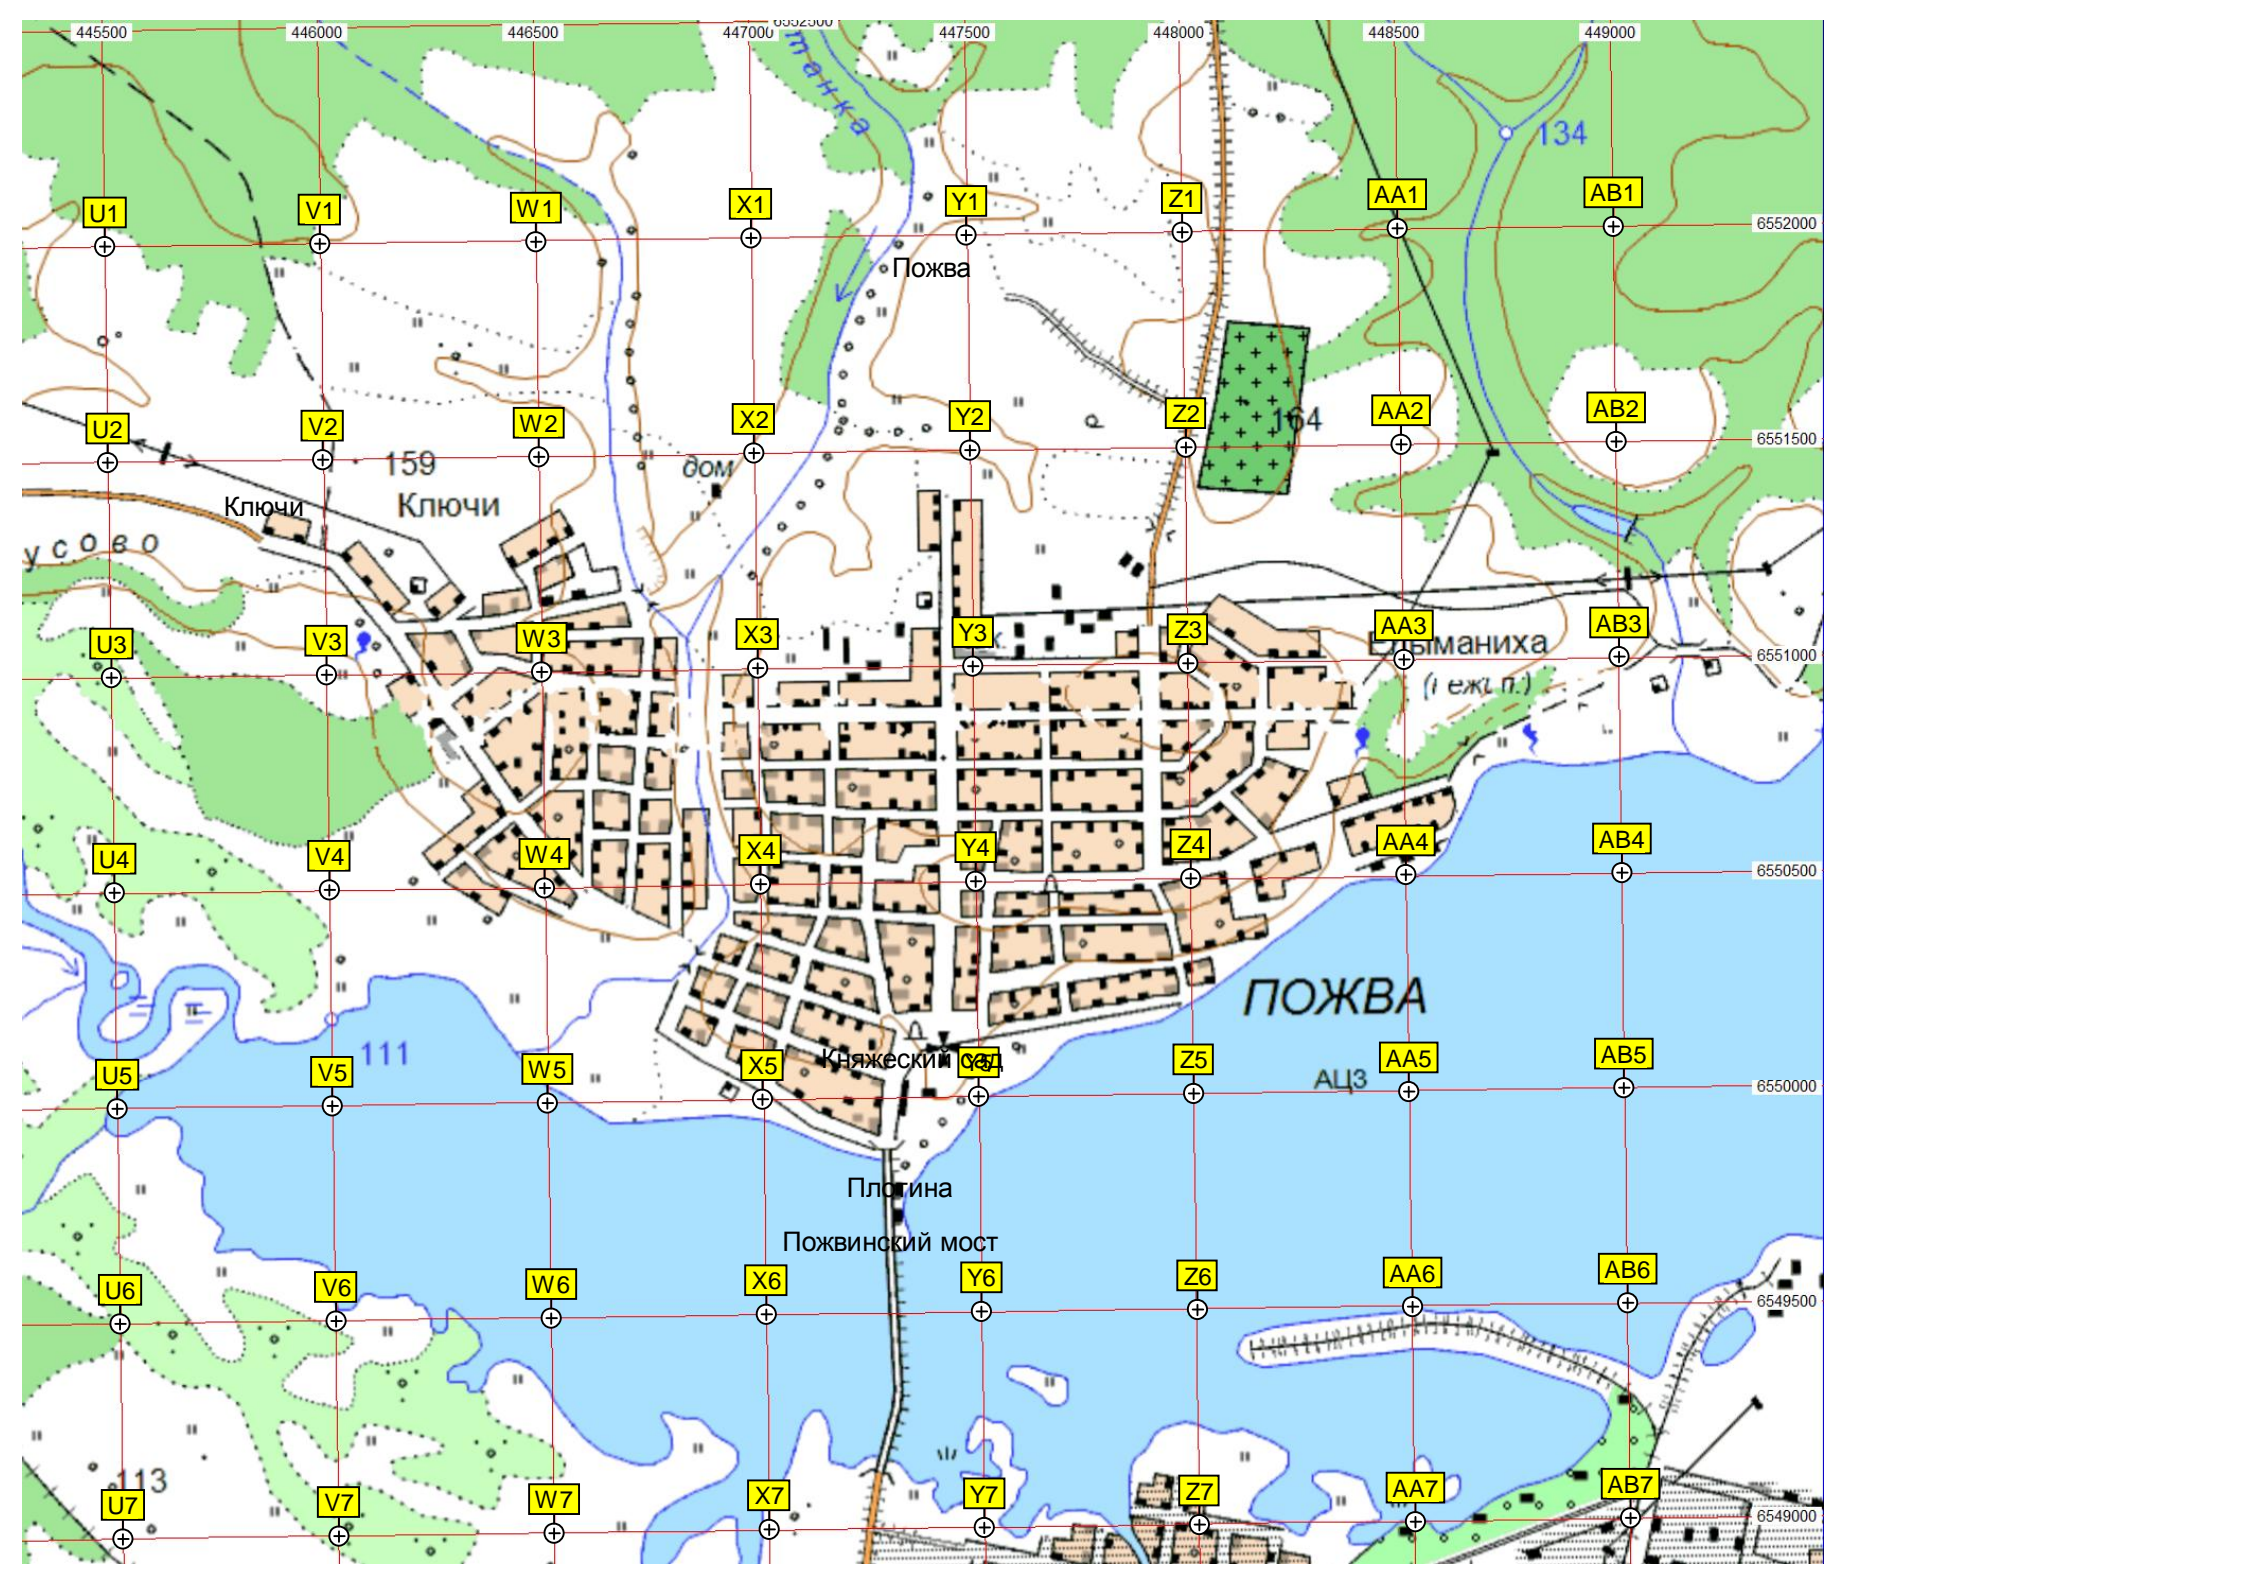 6552500
445500 446000 446500 447000 447500 448000 448500 449000
танка
134
U1 V1 W1 X1 Y1 Z1 AA1 AB1
6552000
Пожва
U2 V2 W2 X2 Y2 Z2 AA2 AB2
164
6551500
159
дом
Ключи
Ключи
усово
U3 V3 W3 X3 Y3 Z3 AA3 AB3
6551000
U4 V4 W4 X4 Y4 Z4 AA4 AB4
6550500
ПОЖВА
111
Княжеский сад
U5 V5 W5 X5 Y5 Z5 AA5 AB5
АЦЗ
6550000
Плотина
Пожвинский мост
U6 V6 W6 X6 Y6 Z6 AA6 AB6
6549500
113
U7 V7 W7 X7 Y7 Z7 AA7 AB7
6549000